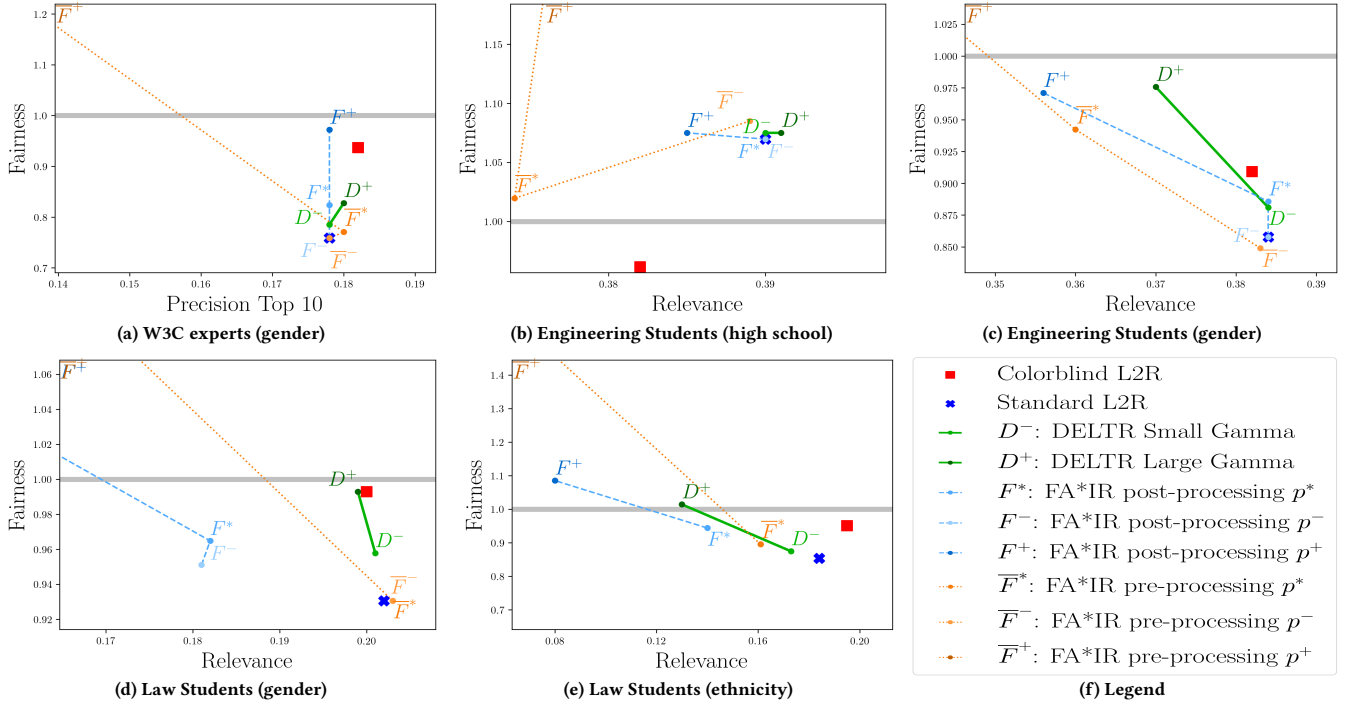 F̅⁺
1.2
1.1
1.0
0.9
0.8
0.7
Fairness
F⁺
F*
D⁺
D⁻
F̅*
F⁻
F̅⁻
0.14
0.15
0.16
0.17
0.18
0.19
Precision Top 10
(a) W3C experts (gender)
F̅⁺
1.15
1.10
1.05
1.00
Fairness
F̅⁻
F⁺
D⁻
D⁺
F*
F⁻
F̅*
0.38
0.39
Relevance
(b) Engineering Students (high school)
F̅⁺
1.025
1.000
0.975
0.950
0.925
0.900
0.875
0.850
Fairness
F⁺
D⁺
F̅*
F*
D⁻
F⁻
F̅⁻
0.35
0.36
0.37
0.38
0.39
Relevance
(c) Engineering Students (gender)
F̅⁺
F⁺
1.06
1.04
1.02
1.00
0.98
0.96
0.94
0.92
Fairness
D⁺
F*
F⁻
D⁻
F̅⁻
F̅*
0.17
0.18
0.19
0.20
Relevance
(d) Law Students (gender)
F̅⁺
1.4
1.3
1.2
1.1
1.0
0.9
0.8
0.7
Fairness
F⁺
D⁺
F*
F̅*
D⁻
0.08
0.12
0.16
0.20
Relevance
(e) Law Students (ethnicity)
Colorblind L2R
Standard L2R
D⁻: DELTR Small Gamma
D⁺: DELTR Large Gamma
F*: FA*IR post-processing p*
F⁻: FA*IR post-processing p⁻
F⁺: FA*IR post-processing p⁺
F̅*: FA*IR pre-processing p*
F̅⁻: FA*IR pre-processing p⁻
F̅⁺: FA*IR pre-processing p⁺
(f) Legend